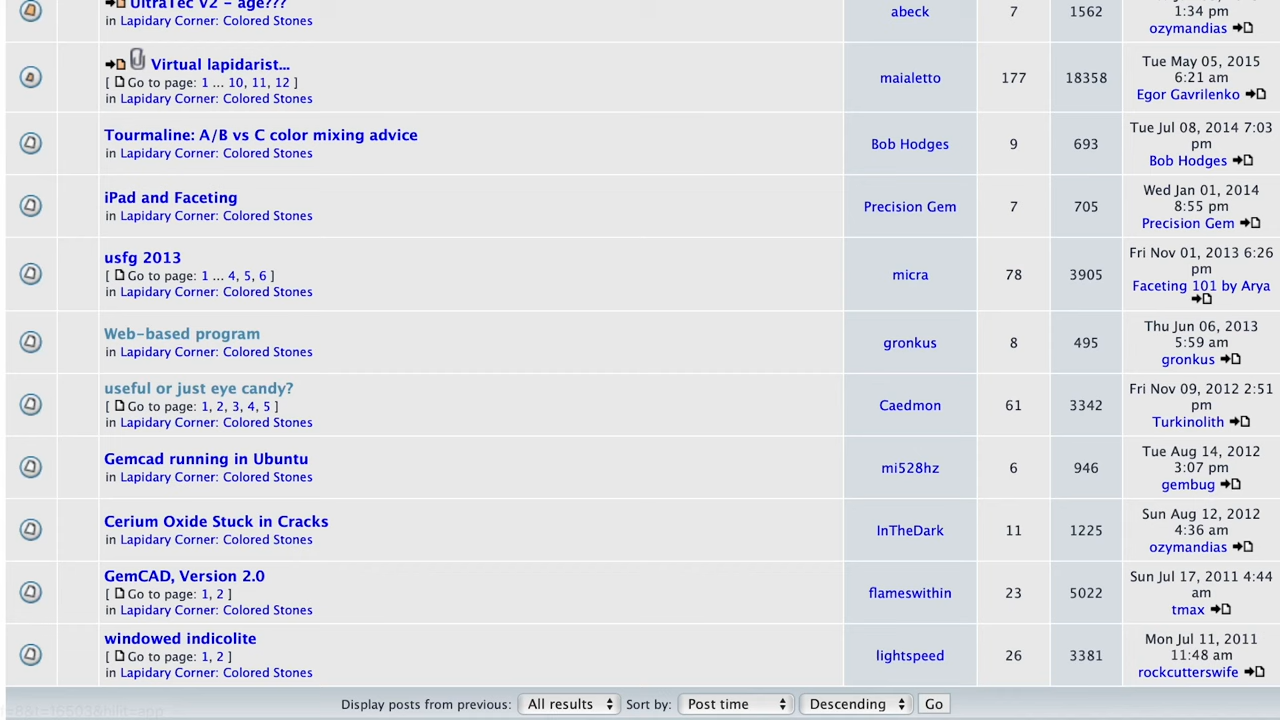 UltraTec V2 - age???
in Lapidary Corner: Colored Stones
abeck
7
1562
1:34 pm
ozymandias
Virtual lapidarist...
[ Go to page: 1 ... 10, 11, 12 ]
in Lapidary Corner: Colored Stones
maialetto
177
18358
Tue May 05, 2015
6:21 am
Egor Gavrilenko
Tourmaline: A/B vs C color mixing advice
in Lapidary Corner: Colored Stones
Bob Hodges
9
693
Tue Jul 08, 2014 7:03
pm
Bob Hodges
iPad and Faceting
in Lapidary Corner: Colored Stones
Precision Gem
7
705
Wed Jan 01, 2014
8:55 pm
Precision Gem
usfg 2013
[ Go to page: 1 ... 4, 5, 6 ]
in Lapidary Corner: Colored Stones
micra
78
3905
Fri Nov 01, 2013 6:26
pm
Faceting 101 by Arya
Web-based program
in Lapidary Corner: Colored Stones
gronkus
8
495
Thu Jun 06, 2013
5:59 am
gronkus
useful or just eye candy?
[ Go to page: 1, 2, 3, 4, 5 ]
in Lapidary Corner: Colored Stones
Caedmon
61
3342
Fri Nov 09, 2012 2:51
pm
Turkinolith
Gemcad running in Ubuntu
in Lapidary Corner: Colored Stones
mi528hz
6
946
Tue Aug 14, 2012
3:07 pm
gembug
Cerium Oxide Stuck in Cracks
in Lapidary Corner: Colored Stones
InTheDark
11
1225
Sun Aug 12, 2012
4:36 am
ozymandias
GemCAD, Version 2.0
[ Go to page: 1, 2 ]
in Lapidary Corner: Colored Stones
flameswithin
23
5022
Sun Jul 17, 2011 4:44
am
tmax
windowed indicolite
[ Go to page: 1, 2 ]
in Lapidary Corner: Colored Stones
lightspeed
26
3381
Mon Jul 11, 2011
11:48 am
rockcutterswife
Display posts from previous: All results Sort by: Post time Descending Go